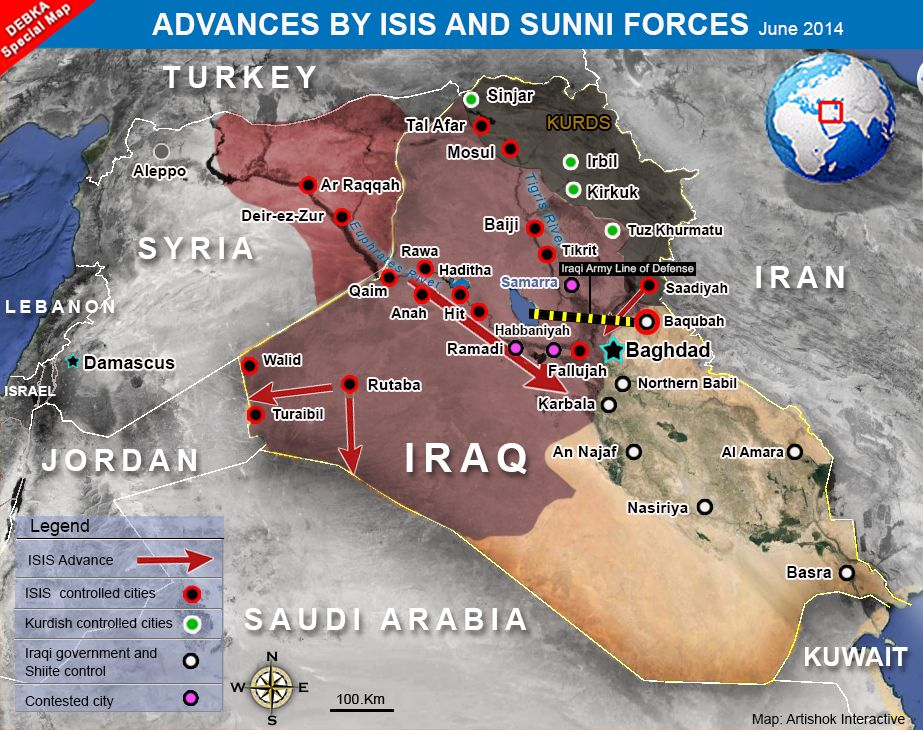 DEBKA
Special Map
ADVANCES BY ISIS AND SUNNI FORCES June 2014
TURKEY
Sinjar
Tal Afar
KURDS
Mosul
Irbil
Aleppo
Ar Raqqah
Kirkuk
Tigris River
Deir-ez-Zur
Baiji
Tuz Khurmatu
SYRIA
Euphrates River
Rawa
Tikrit
Iraqi Army Line of Defense
IRAN
Haditha
Samarra
Qaim
Saadiyah
LEBANON
Anah
Hit
Habbaniyah
Baqubah
Ramadi
Baghdad
Damascus
Walid
Fallujah
ISRAEL
Rutaba
Northern Babil
Karbala
Turaibil
JORDAN
IRAQ
An Najaf
Al Amara
Nasiriya
Basra
SAUDI ARABIA
KUWAIT
Legend
ISIS Advance
ISIS controlled cities
Kurdish controlled cities
Iraqi government and
Shiite control
Contested city
N
W
E
S
100.Km
Map: Artishok Interactive